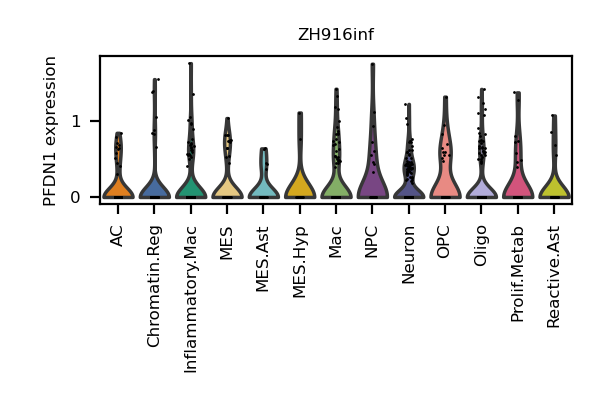 ZH916inf
PFDN1 expression
1
0
AC
Chromatin.Reg
Inflammatory.Mac
MES
MES.Ast
MES.Hyp
Mac
NPC
Neuron
OPC
Oligo
Prolif.Metab
Reactive.Ast